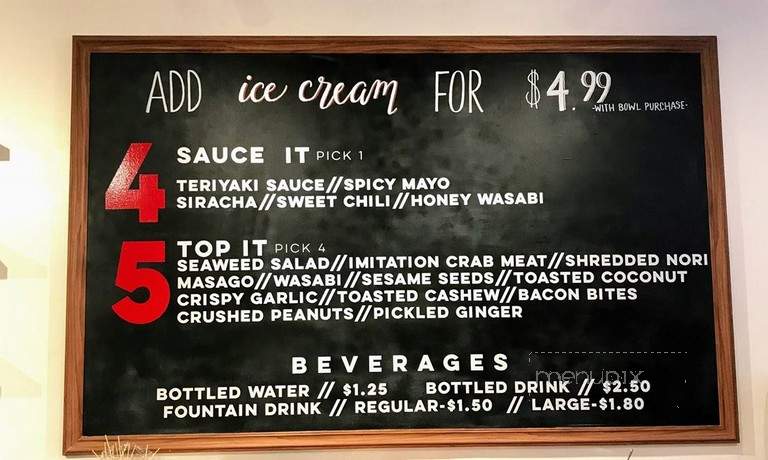 ADD ice cream FOR $4.99
-WITH BOWL PURCHASE-
4 SAUCE IT PICK 1
TERIYAKI SAUCE//SPICY MAYO
SIRACHA//SWEET CHILI//HONEY WASABI
5 TOP IT PICK 4
SEAWEED SALAD//IMITATION CRAB MEAT//SHREDDED NORI
MASAGO//WASABI//SESAME SEEDS//TOASTED COCONUT
CRISPY GARLIC//TOASTED CASHEW//BACON BITES
CRUSHED PEANUTS//PICKLED GINGER
BEVERAGES
menupix
BOTTLED WATER // $1.25 BOTTLED DRINK // $2.50
FOUNTAIN DRINK // REGULAR-$1.50 // LARGE-$1.80